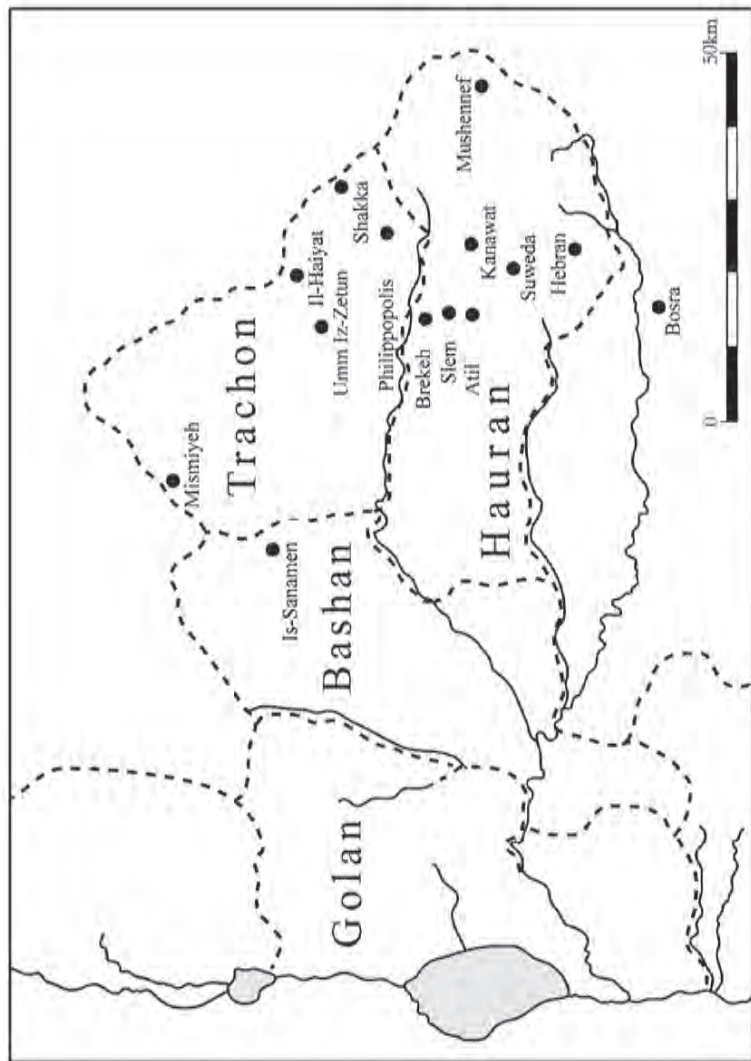 Mismiyeh
Trachon
Il-Haiyat
Umm Iz-Zetun
Shakka
Is-Sanamen
Bashan
Philippopolis
Golan
Brekeh
Slem
Atil
Kanawat
Mushennef
Hauran
Suweda
Hebran
Bosra
0
50km